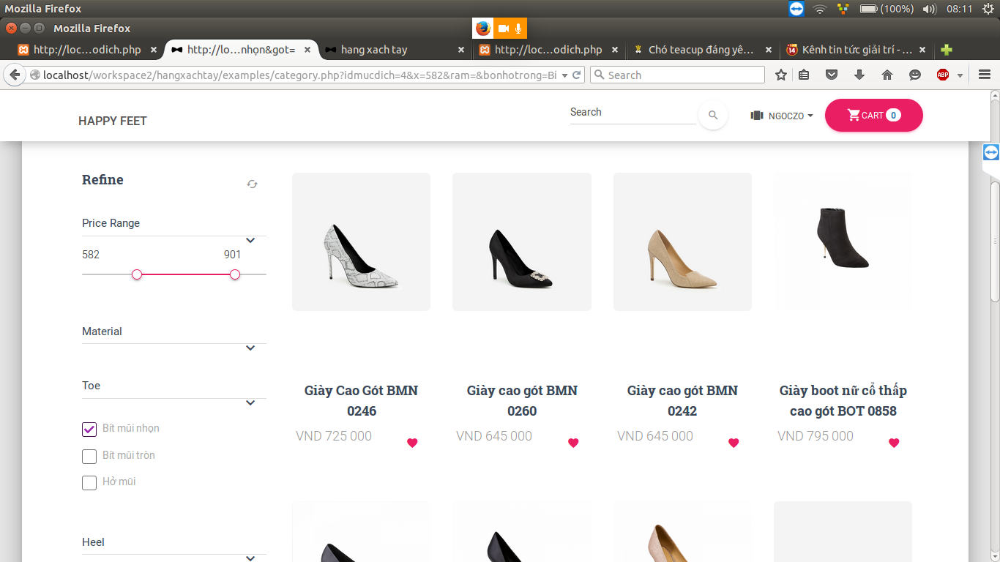 Mozilla Firefox
(100%)
08:11
Mozilla Firefox
http://loc...odich.php
http://lo...nhọn&got=
hang xach tay
http://loc...odich.php
Chó teacup đáng yê...
Kênh tin tức giải trí - ...
localhost/workspace2/hangxachtay/examples/category.php?idmucdich=4&x=582&ram=&bonhotrong=Bí
Search
ABP
HAPPY FEET
Search
NGOCZO
CART 0
Refine
Price Range
582 901
Material
Toe
Bít mũi nhọn
Bít mũi tròn
Hở mũi
Heel
Giày Cao Gót BMN
0246
VND 725 000
Giày cao gót BMN
0260
VND 645 000
Giày cao gót BMN
0242
VND 645 000
Giày boot nữ cổ thấp
cao gót BOT 0858
VND 795 000